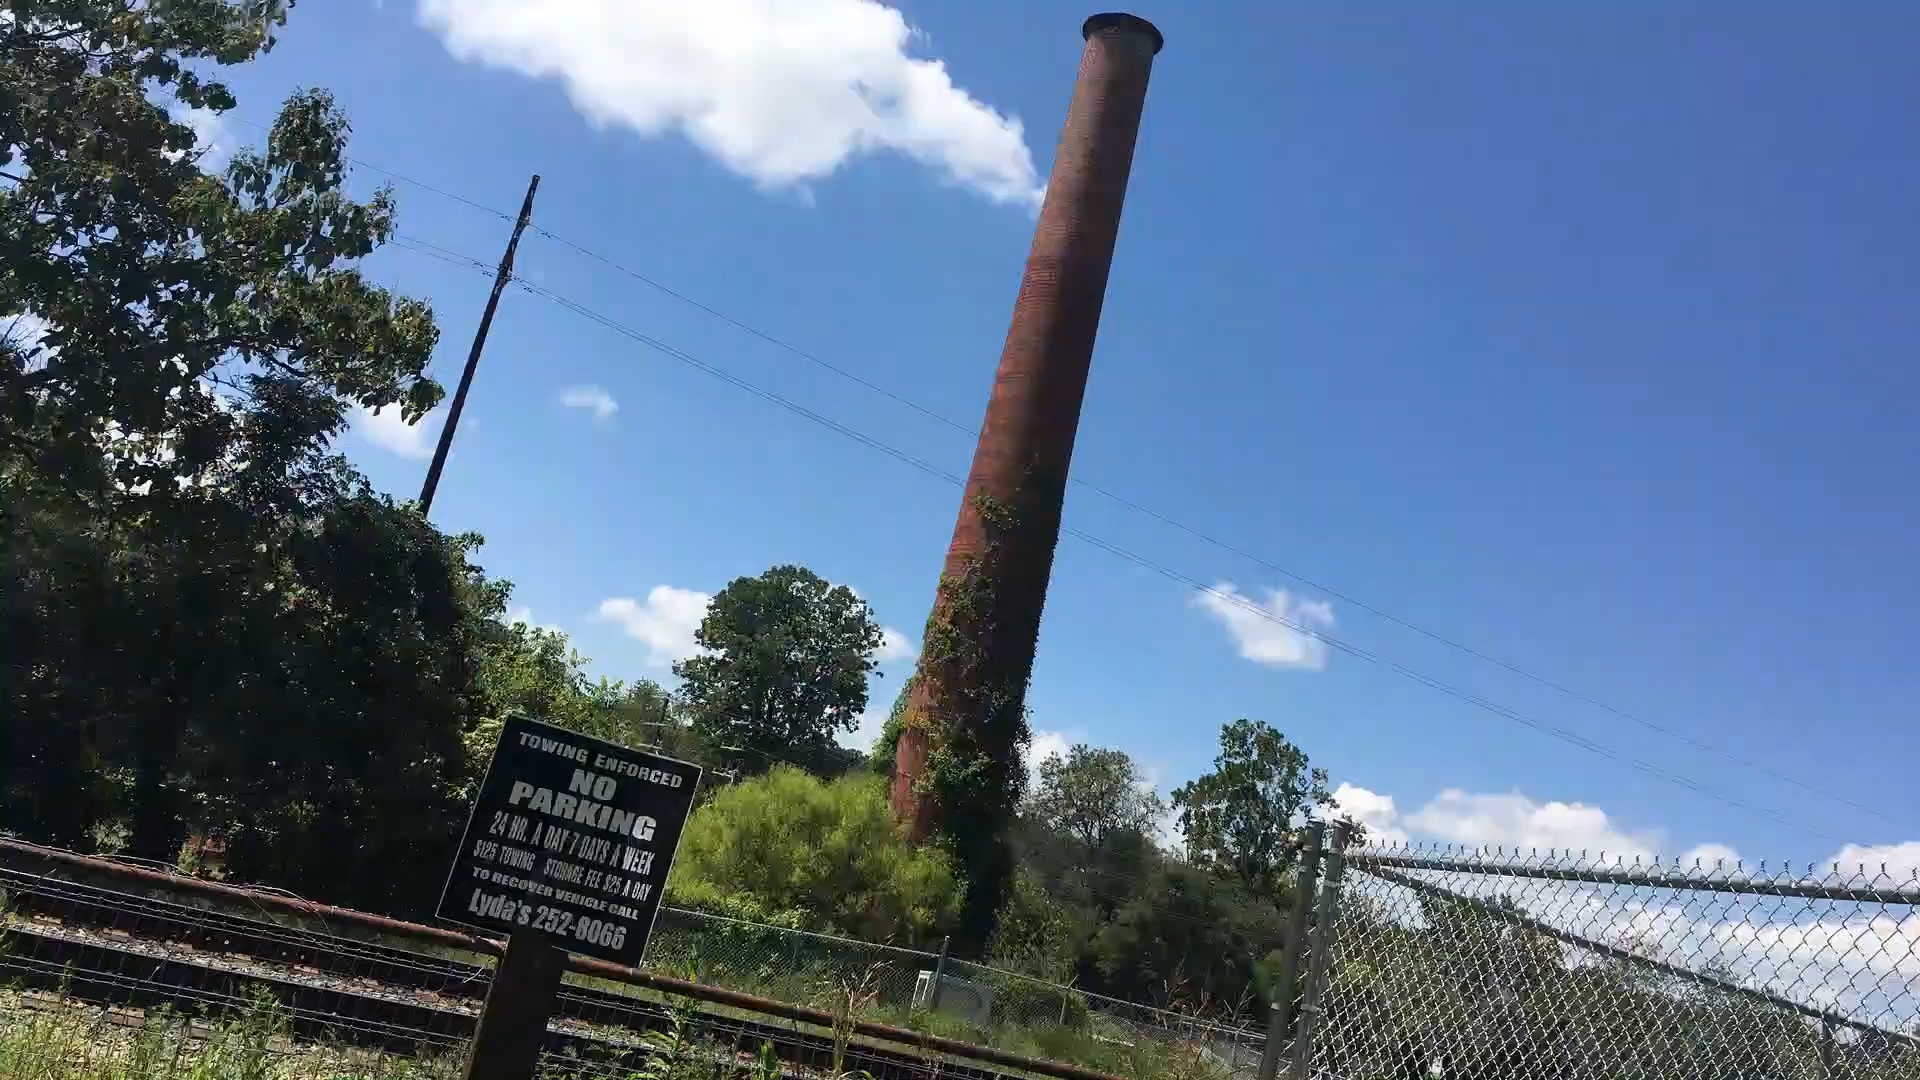 TOWING ENFORCED
NO
PARKING
24 HR. A DAY 7 DAYS A WEEK
$125 TOWING STORAGE FEE $25 A DAY
TO RECOVER VEHICLE CALL
Lyda's 252-8066